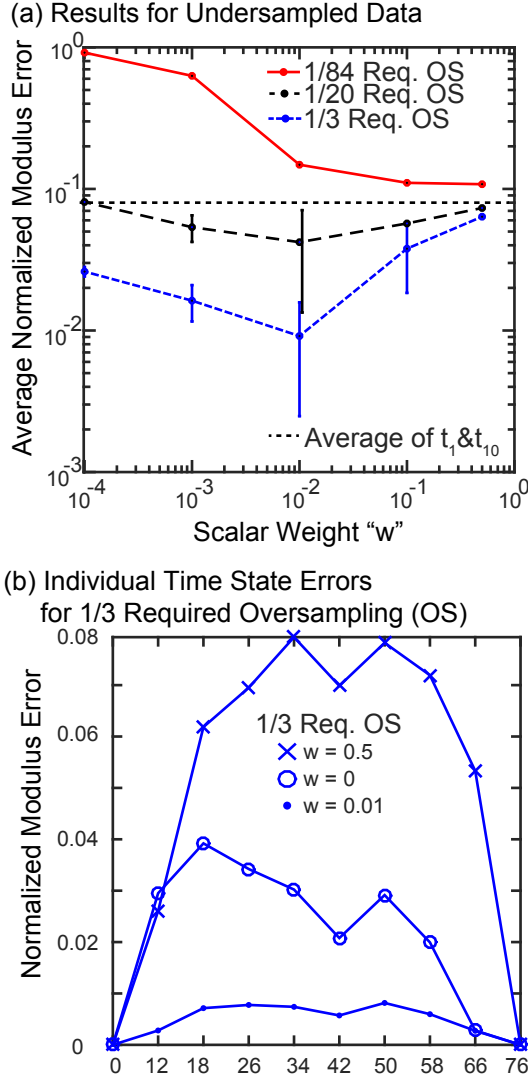 (a) Results for Undersampled Data
Average Normalized Modulus Error
10⁰
10⁻¹
10⁻²
10⁻³
1/84 Req. OS
1/20 Req. OS
1/3 Req. OS
Average of t₁&t₁₀
10⁻⁴ 10⁻³ 10⁻² 10⁻¹ 10⁰
Scalar Weight “w”
(b) Individual Time State Errors
for 1/3 Required Oversampling (OS)
Normalized Modulus Error
0.08
0.06
0.04
0.02
0
1/3 Req. OS
w = 0.5
w = 0
w = 0.01
0 12 18 26 34 42 50 58 66 76